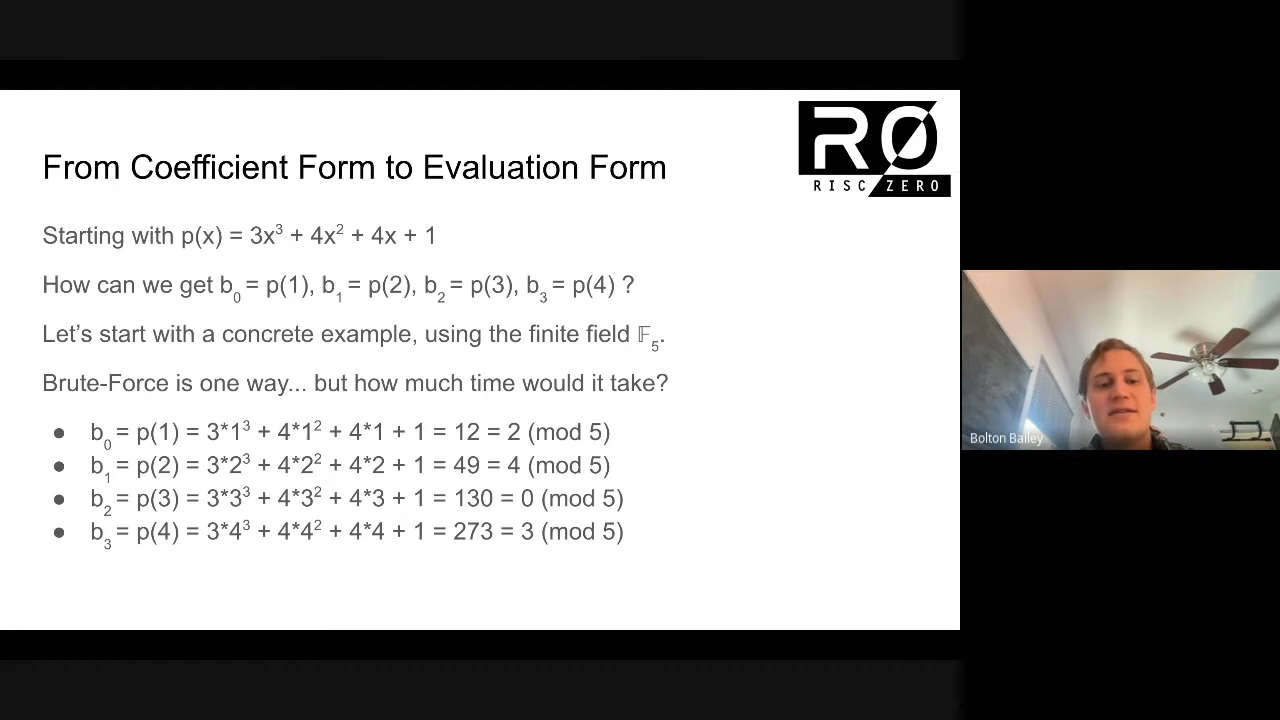 RØ
RISC ZERO
From Coefficient Form to Evaluation Form
Starting with p(x) = 3x³ + 4x² + 4x + 1
How can we get b₀ = p(1), b₁ = p(2), b₂ = p(3), b₃ = p(4) ?
Let’s start with a concrete example, using the finite field 𝔽₅.
Brute-Force is one way... but how much time would it take?
● b₀ = p(1) = 3*1³ + 4*1² + 4*1 + 1 = 12 = 2 (mod 5)
● b₁ = p(2) = 3*2³ + 4*2² + 4*2 + 1 = 49 = 4 (mod 5)
● b₂ = p(3) = 3*3³ + 4*3² + 4*3 + 1 = 130 = 0 (mod 5)
● b₃ = p(4) = 3*4³ + 4*4² + 4*4 + 1 = 273 = 3 (mod 5)
Bolton Bailey